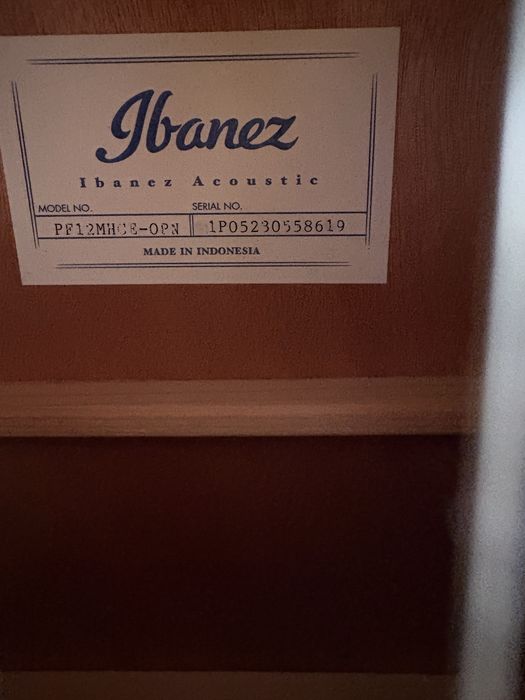 Ibanez
Ibanez Acoustic
MODEL NO. SERIAL NO.
PF12MHCE-OPN 1P05230558619
MADE IN INDONESIA